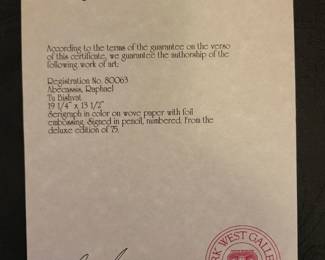 According to the terms of the guarantee on the verso
of this certificate, we guarantee the authorship of the
following work of art:
Registration No. 80063
Abecassis, Raphael
Tu Bishvat
19 1/4" x 13 1/2"
Serigraph in color on wove paper with foil
embossing. Signed in pencil, numbered. From the
deluxe edition of 75.
RK WEST GALLE